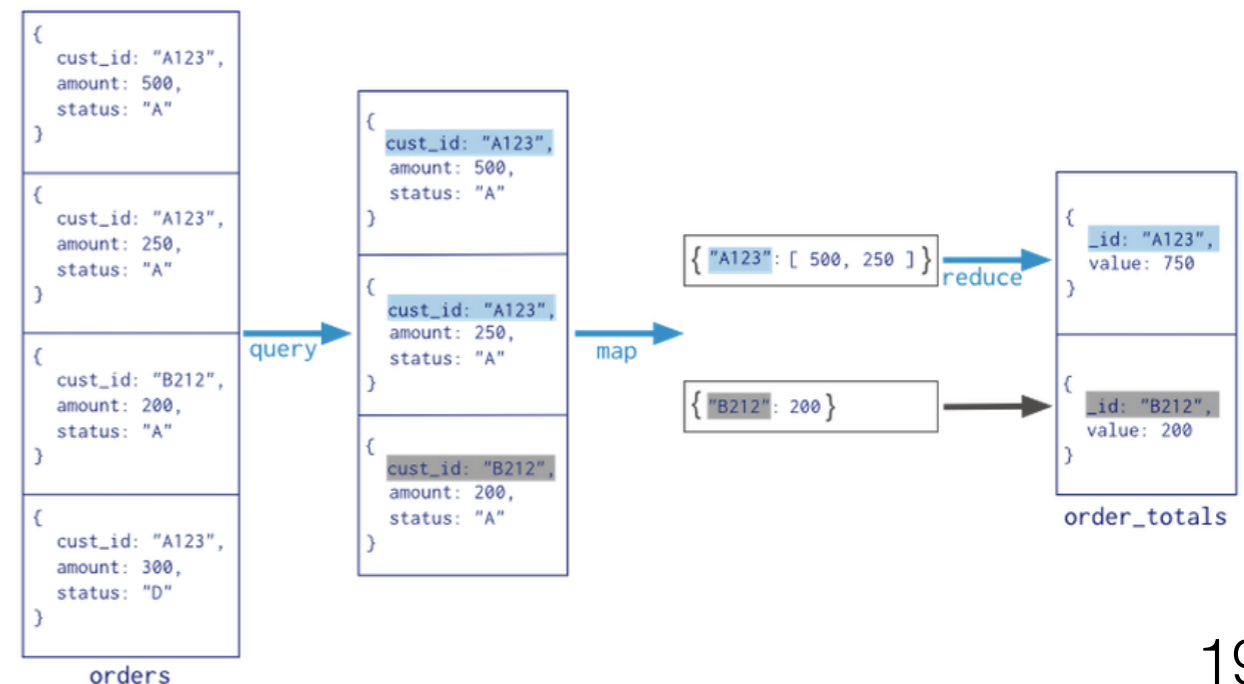 {
cust_id: "A123",
amount: 500,
status: "A"
}
{
cust_id: "A123",
amount: 250,
status: "A"
}
{
cust_id: "B212",
amount: 200,
status: "A"
}
{
cust_id: "A123",
amount: 300,
status: "D"
}
orders
query
{
cust_id: "A123",
amount: 500,
status: "A"
}
{
cust_id: "A123",
amount: 250,
status: "A"
}
{
cust_id: "B212",
amount: 200,
status: "A"
}
map
{ "A123": [ 500, 250 ] }
{ "B212": 200 }
reduce
{
_id: "A123",
value: 750
}
{
_id: "B212",
value: 200
}
order_totals